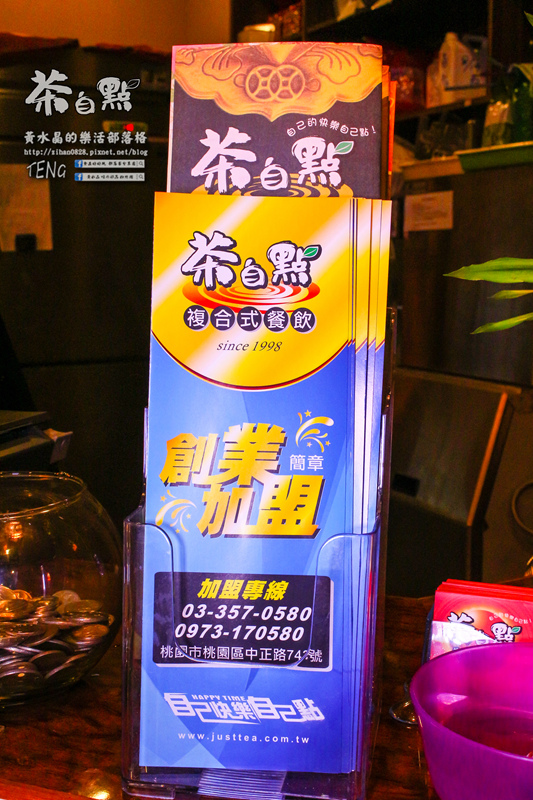 茶自點
黃水晶的樂活部落格
http://sihan0828.pixnet.net/blog
TENG
自己的快樂自己點！
茶自點
茶自點
複合式餐飲
since 1998
創業
加盟
簡章
加盟專線
03-357-0580
0973-170580
桃園市桃園區中正路742號
HAPPY TIME
自己快樂自己點
www.justtea.com.tw
茶自點